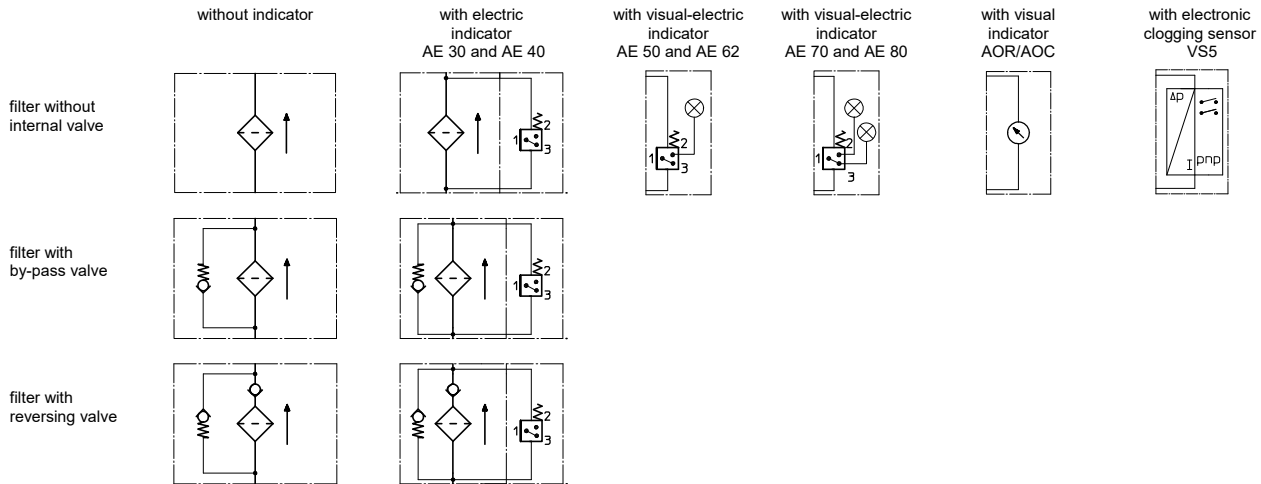 without indicator
with electric
indicator
AE 30 and AE 40
with visual-electric
indicator
AE 50 and AE 62
with visual-electric
indicator
AE 70 and AE 80
with visual
indicator
AOR/AOC
with electronic
clogging sensor
VS5
filter without
internal valve
1
2
3
1
2
3
1
2
3
Δp
I
pnp
filter with
by-pass valve
1
2
3
filter with
reversing valve
1
2
3